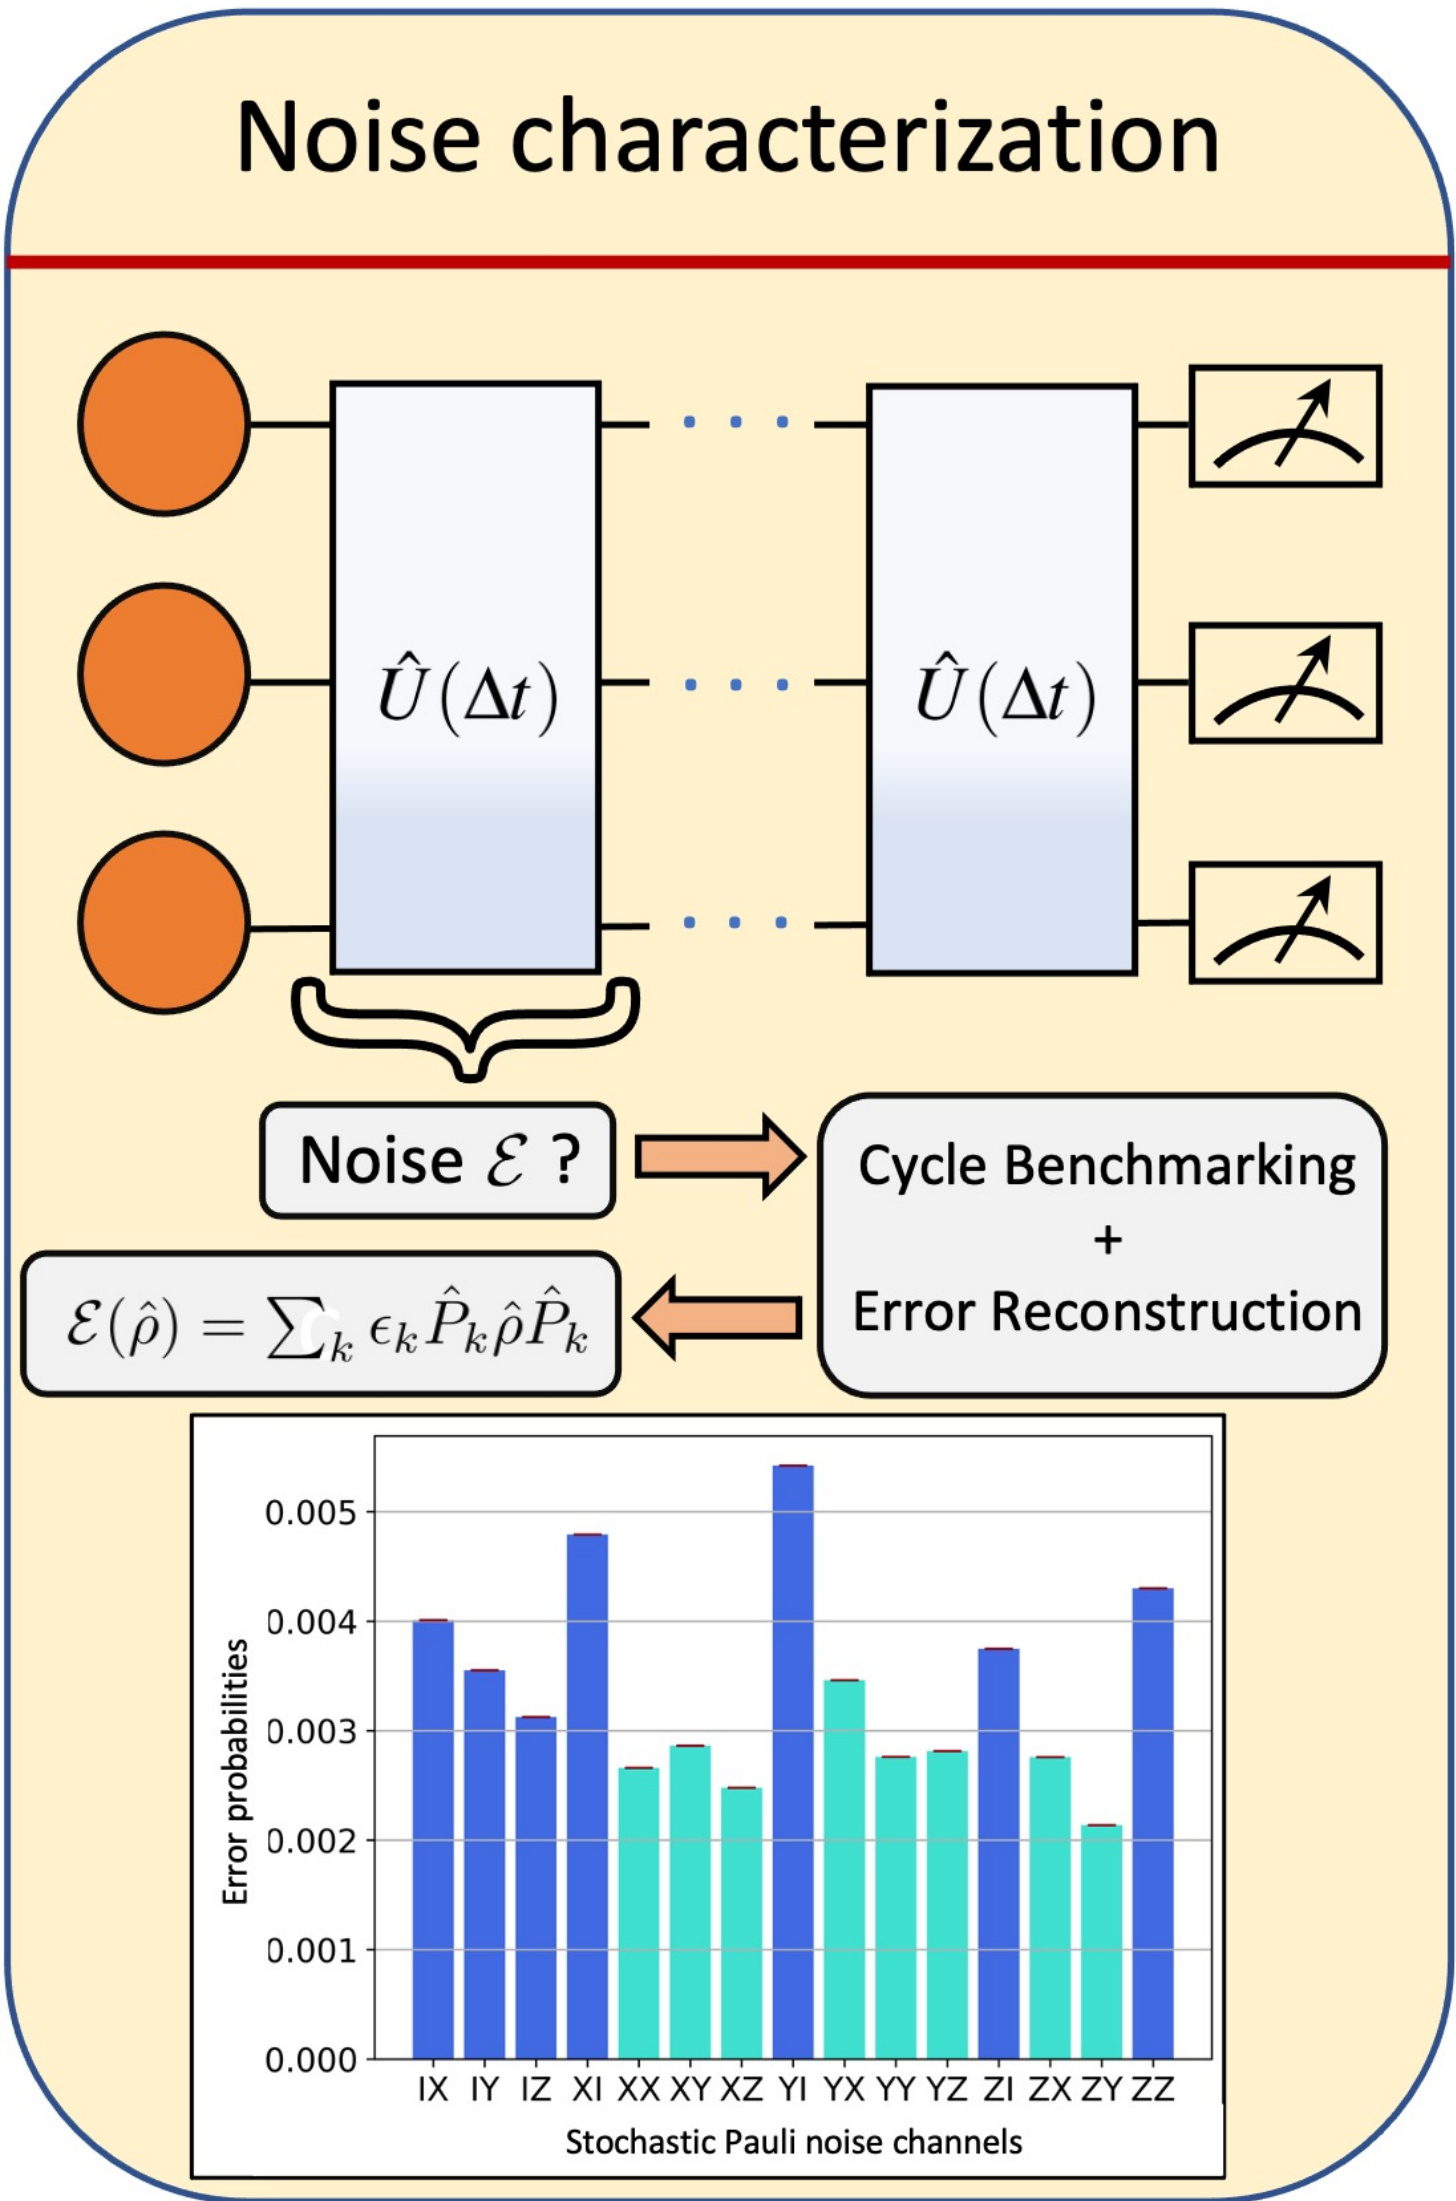 Noise characterization
Û(Δt)
Û(Δt)
Noise ℰ ?
Cycle Benchmarking
+
Error Reconstruction
ℰ(ρ̂) = ∑ₖ ϵₖ P̂ₖ ρ̂ P̂ₖ
Error probabilities
0.005
0.004
0.003
0.002
0.001
0.000
IX IY IZ XI XX XY XZ YI YX YY YZ ZI ZX ZY ZZ
Stochastic Pauli noise channels